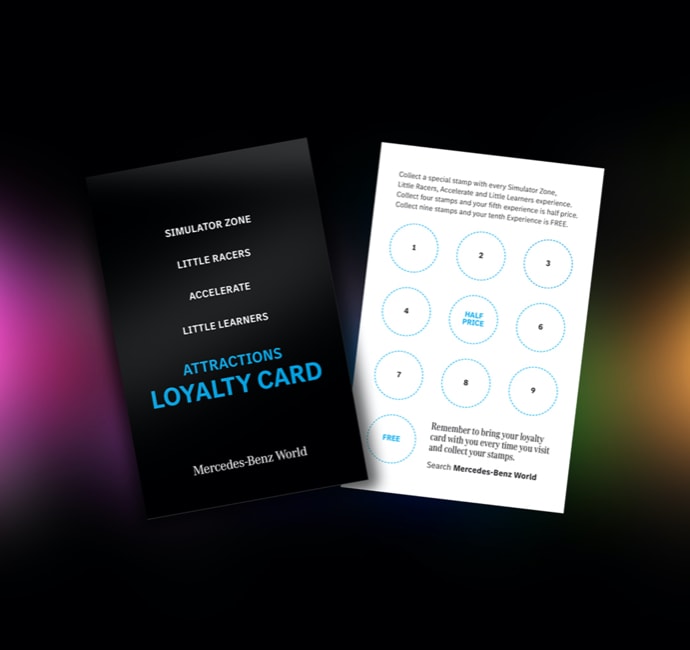 SIMULATOR ZONE
LITTLE RACERS
ACCELERATE
LITTLE LEARNERS
ATTRACTIONS
LOYALTY CARD
Mercedes-Benz World
Collect a special stamp with every Simulator Zone,
Little Racers, Accelerate and Little Learners experience.
Collect four stamps and your fifth experience is half price.
Collect nine stamps and your tenth Experience is FREE.
1
2
3
4
HALF
PRICE
6
7
8
9
FREE
Remember to bring your loyalty
card with you every time you visit
and collect your stamps.
Search Mercedes-Benz World